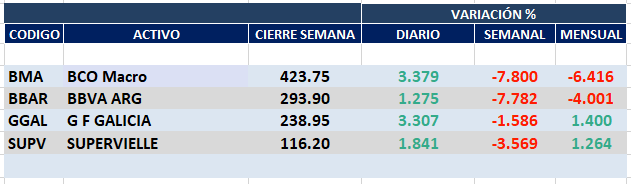 VARIACIÓN %
CODIGO ACTIVO CIERRE SEMANA DIARIO SEMANAL MENSUAL
BMA BCO Macro 423.75 3.379 -7.800 -6.416
BBAR BBVA ARG 293.90 1.275 -7.782 -4.001
GGAL G F GALICIA 238.95 3.307 -1.586 1.400
SUPV SUPERVIELLE 116.20 1.841 -3.569 1.264